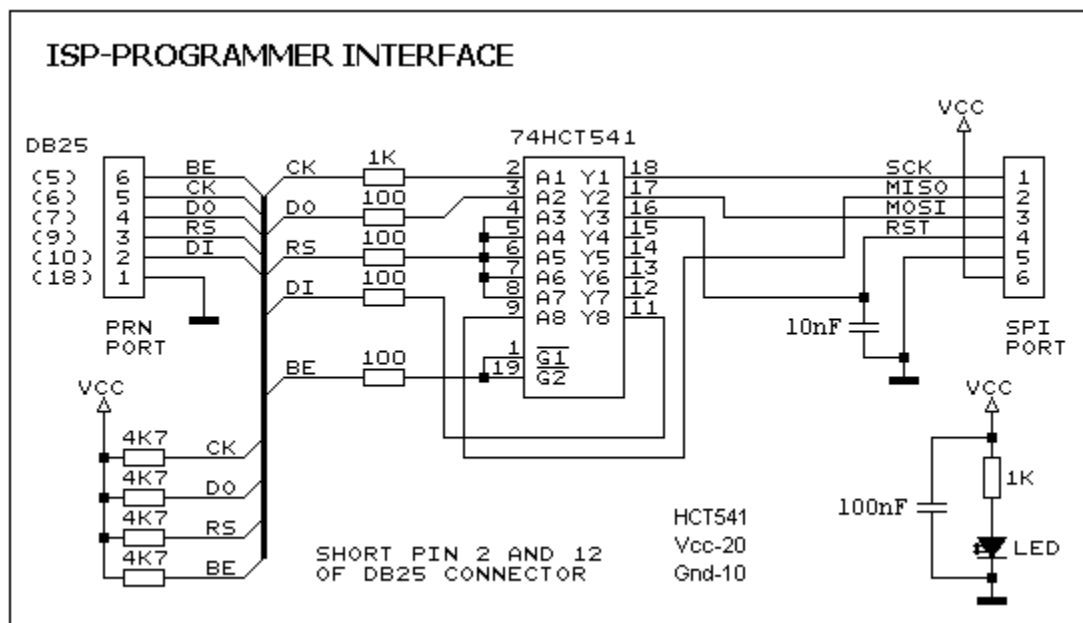 ISP-PROGRAMMER INTERFACE
VCC
74HCT541
DB25
BE
CK
1K
2
A1
Y1
18
SCK
1
(5)
6
CK
DO
100
3
A2
Y2
17
MISO
2
(6)
5
DO
4
A3
Y3
16
MOSI
3
(7)
4
RS
RS
100
5
A4
Y4
15
RST
4
(9)
3
DI
6
A5
Y5
14
5
(10)
2
7
A6
Y6
13
6
(18)
1
DI
100
8
A7
Y7
12
9
A8
Y8
11
PRN
PORT
10nF
SPI
PORT
BE
100
1
G1
19
G2
VCC
VCC
4K7
CK
4K7
DO
4K7
RS
4K7
BE
1K
100nF
LED
SHORT PIN 2 AND 12
OF DB25 CONNECTOR
HCT541
Vcc-20
Gnd-10